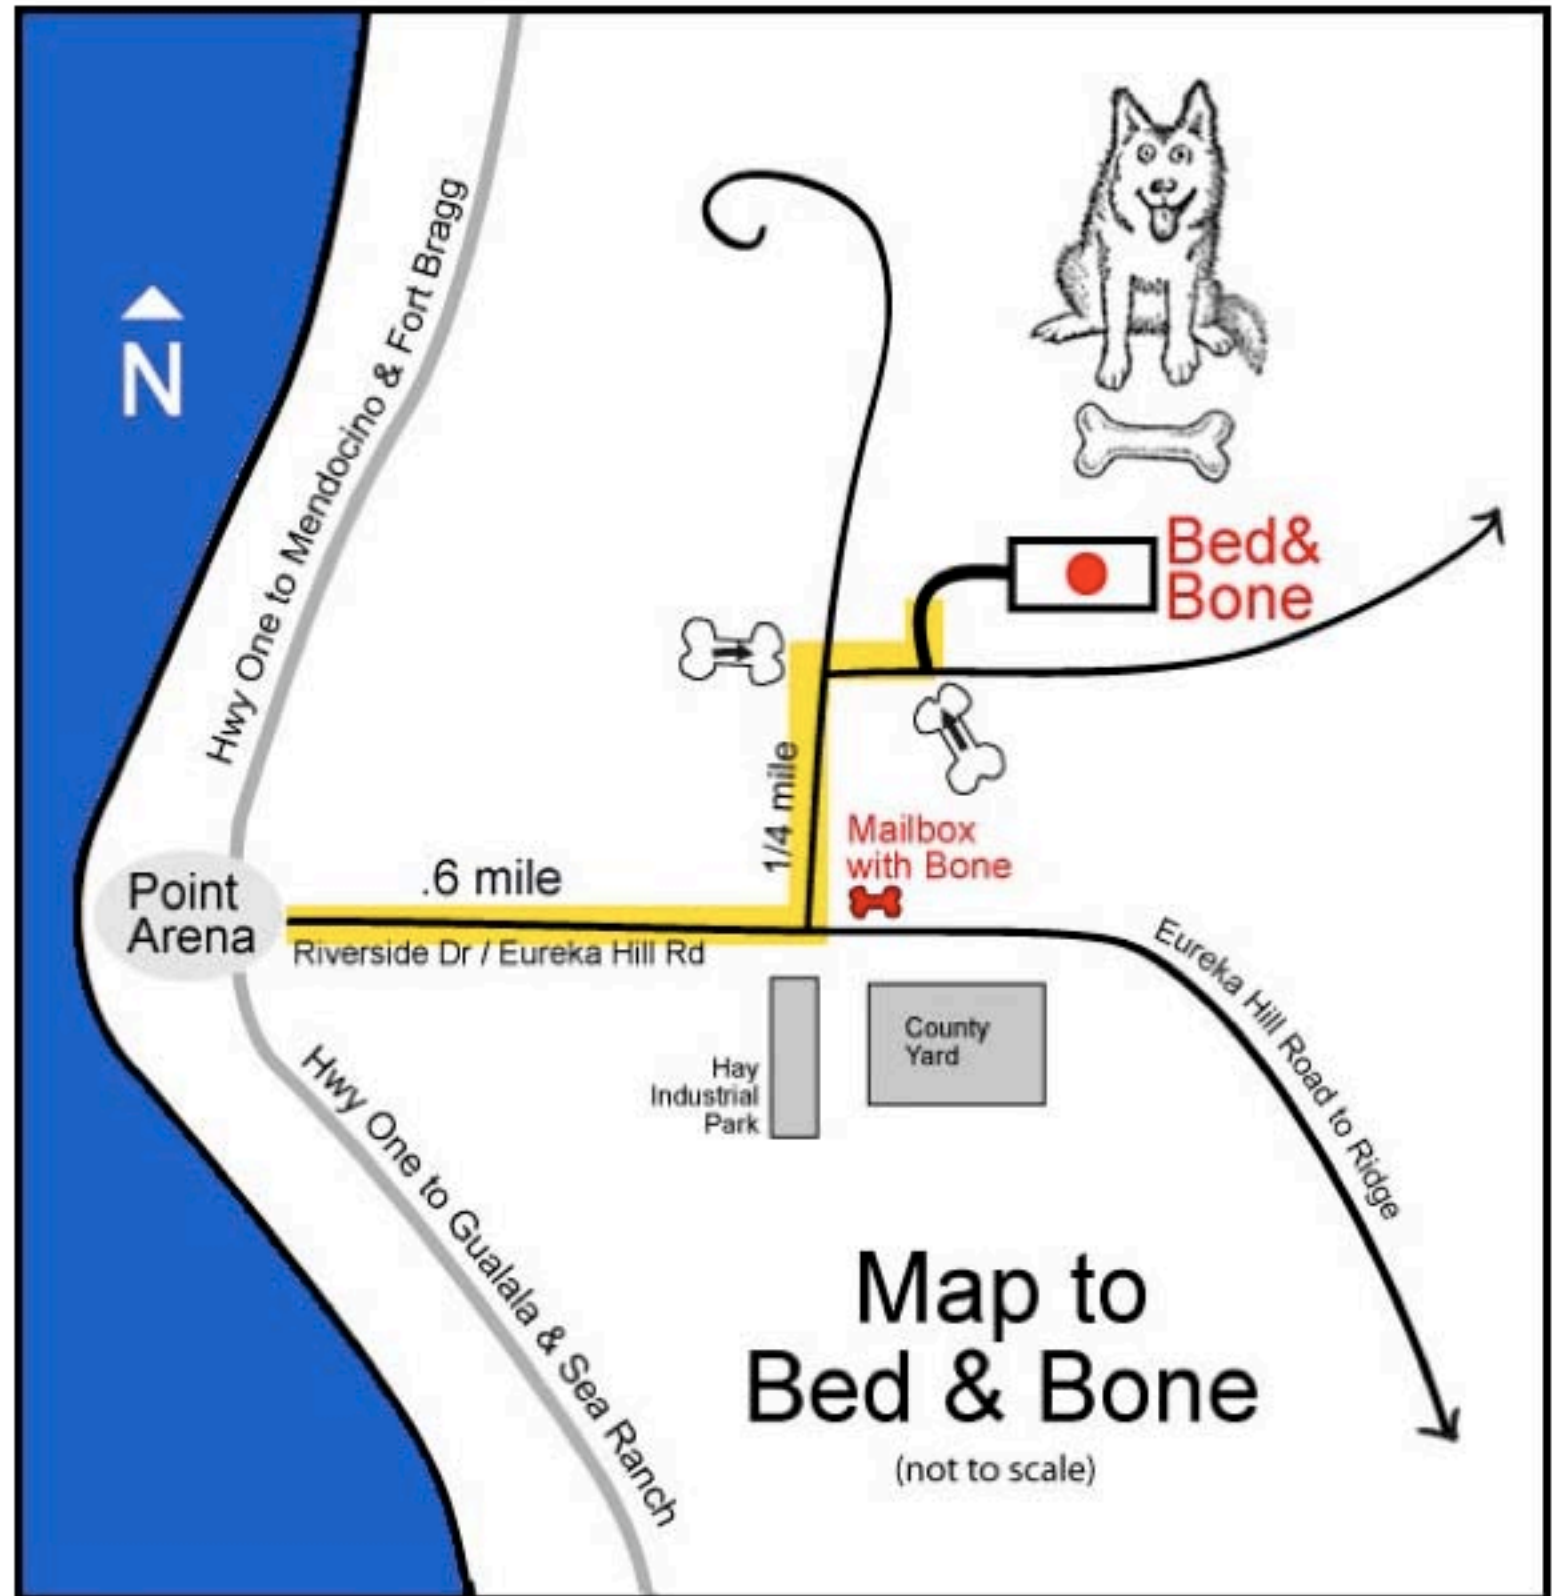 N
Hwy One to Mendocino & Fort Bragg
Bed&
Bone
1/4 mile
Mailbox
with Bone
.6 mile
Point
Arena
Riverside Dr / Eureka Hill Rd
Eureka Hill Road to Ridge
County
Yard
Hay
Industrial
Park
Hwy One to Gualala & Sea Ranch
Map to
Bed & Bone
(not to scale)